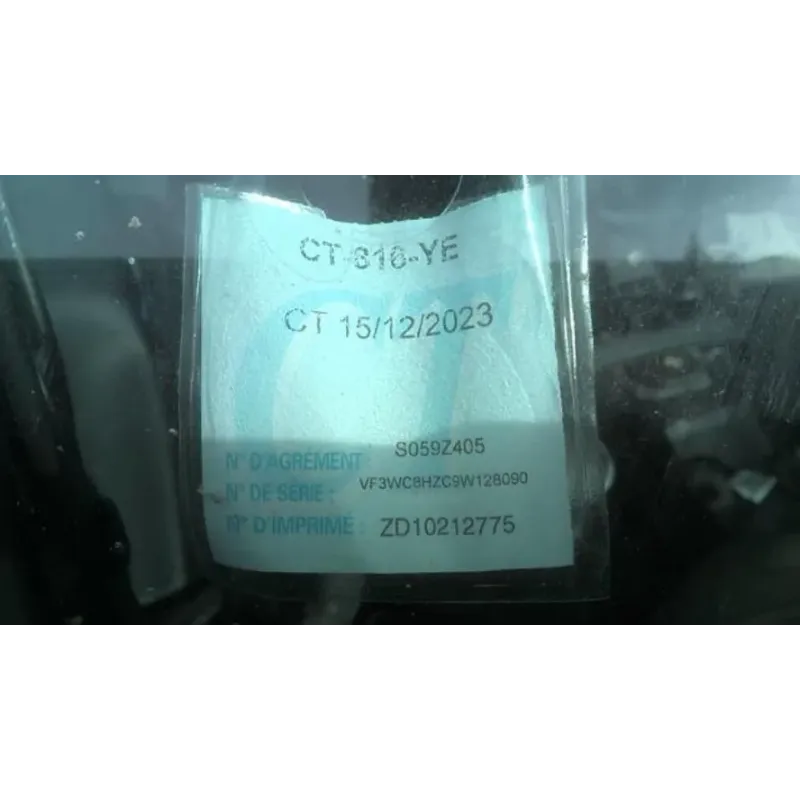 CT-816-YE
CT 15/12/2023
N° D'AGRÉMENT S059Z405
N° DE SÉRIE : VF3WC8HZC9W128090
N° D'IMPRIMÉ : ZD10212775